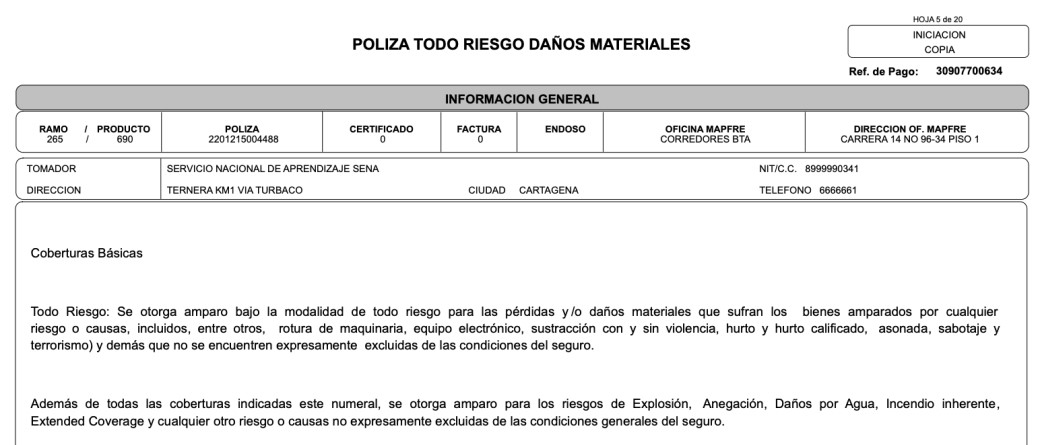 HOJA 5 de 20
INICIACION
COPIA
POLIZA TODO RIESGO DAÑOS MATERIALES
Ref. de Pago: 30907700634
INFORMACION GENERAL
RAMO / PRODUCTO POLIZA CERTIFICADO FACTURA ENDOSO OFICINA MAPFRE DIRECCION OF. MAPFRE
265 / 690 2201215004488 0 0 CORREDORES BTA CARRERA 14 NO 96-34 PISO 1
TOMADOR SERVICIO NACIONAL DE APRENDIZAJE SENA NIT/C.C. 8999990341
DIRECCION TERNERA KM1 VIA TURBACO CIUDAD CARTAGENA TELEFONO 6666661
Coberturas Básicas
Todo Riesgo: Se otorga amparo bajo la modalidad de todo riesgo para las pérdidas y/o daños materiales que sufran los bienes amparados por cualquier
riesgo o causas, incluidos, entre otros, rotura de maquinaria, equipo electrónico, sustracción con y sin violencia, hurto y hurto calificado, asonada, sabotaje y
terrorismo) y demás que no se encuentren expresamente excluidas de las condiciones del seguro.
Además de todas las coberturas indicadas este numeral, se otorga amparo para los riesgos de Explosión, Anegación, Daños por Agua, Incendio inherente,
Extended Coverage y cualquier otro riesgo o causas no expresamente excluidas de las condiciones generales del seguro.